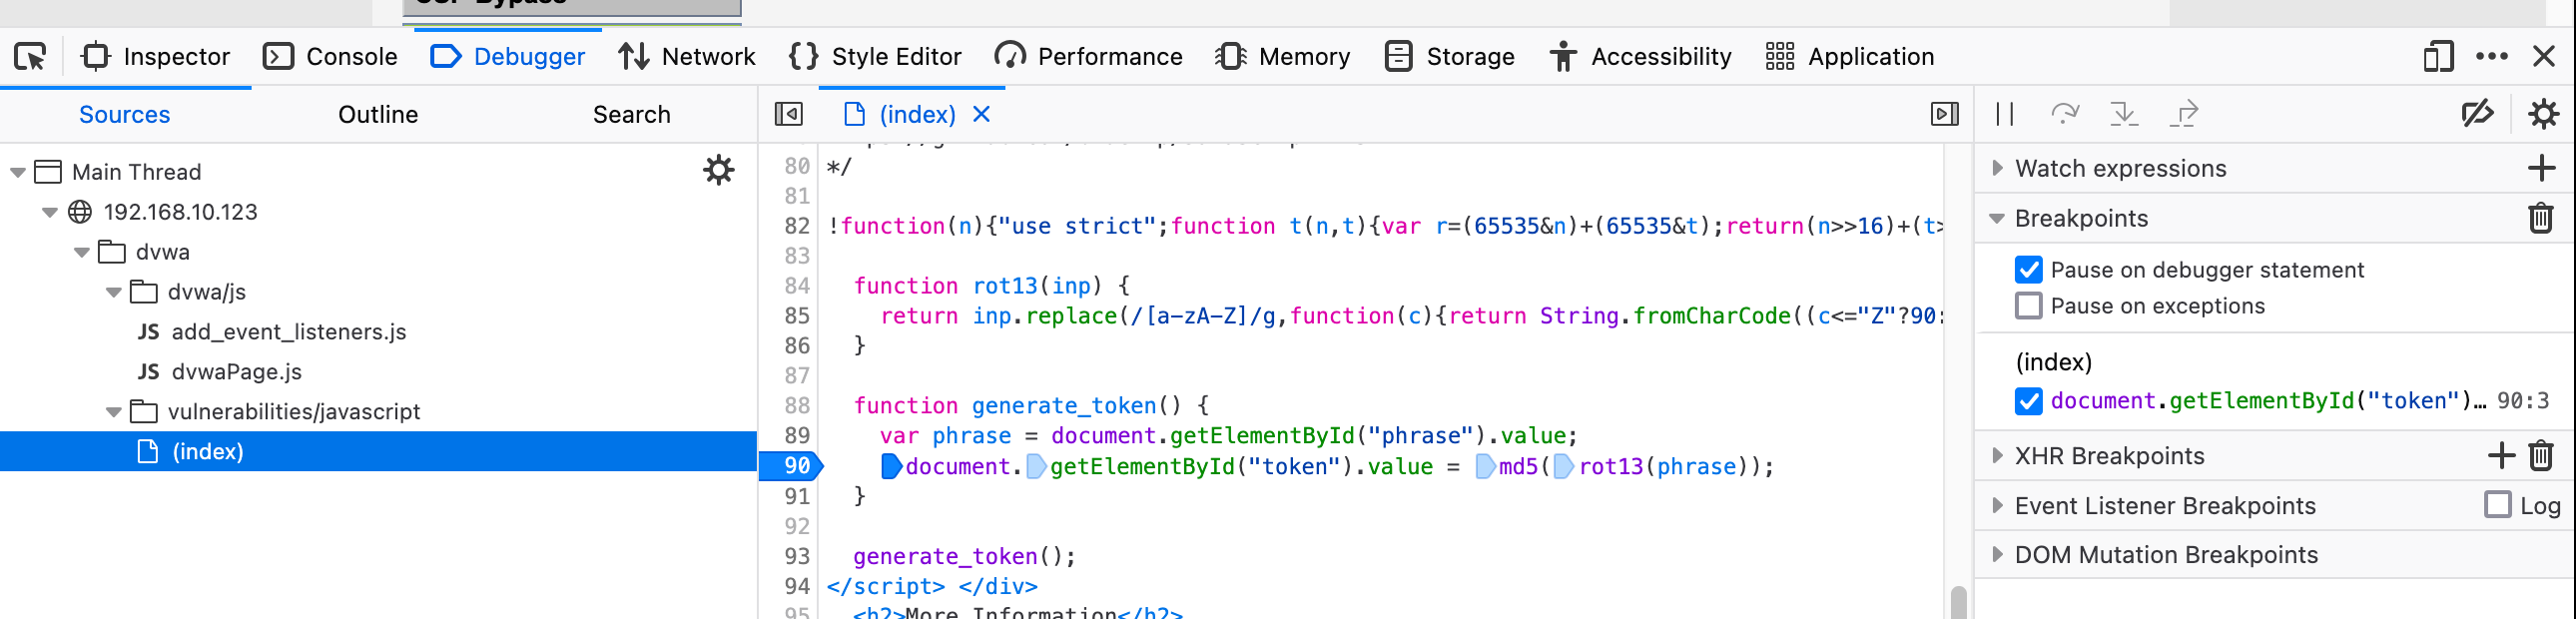 Inspector Console Debugger Network Style Editor Performance Memory Storage Accessibility Application
Sources Outline Search
(index)
Main Thread
192.168.10.123
dvwa
dvwa/js
JS add_event_listeners.js
JS dvwaPage.js
vulnerabilities/javascript
(index)
80 */
81
82 !function(n){"use strict";function t(n,t){var r=(65535&n)+(65535&t);return(n>>16)+(t>
83
84 function rot13(inp) {
85 return inp.replace(/[a-zA-Z]/g,function(c){return String.fromCharCode((c<="Z"?90:
86 }
87
88 function generate_token() {
89 var phrase = document.getElementById("phrase").value;
90 document.getElementById("token").value = md5(rot13(phrase));
91 }
92
93 generate_token();
94 </script> </div>
95 <h2>More Information</h2>
Watch expressions
Breakpoints
Pause on debugger statement
Pause on exceptions
(index)
document.getElementById("token")… 90:3
XHR Breakpoints
Event Listener Breakpoints Log
DOM Mutation Breakpoints